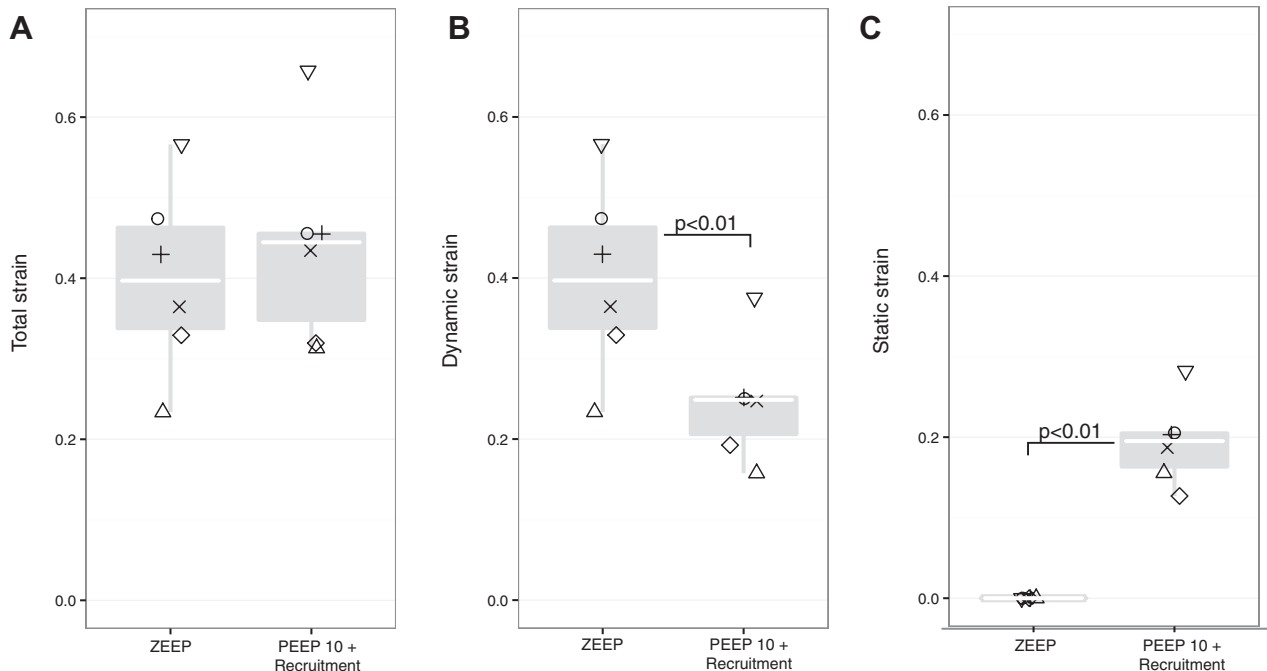 A
Total strain
0.6
0.4
0.2
0.0
ZEEP
PEEP 10 +
Recruitment
B
Dynamic strain
0.6
0.4
0.2
0.0
p<0.01
ZEEP
PEEP 10 +
Recruitment
C
Static strain
0.6
0.4
0.2
0.0
p<0.01
ZEEP
PEEP 10 +
Recruitment